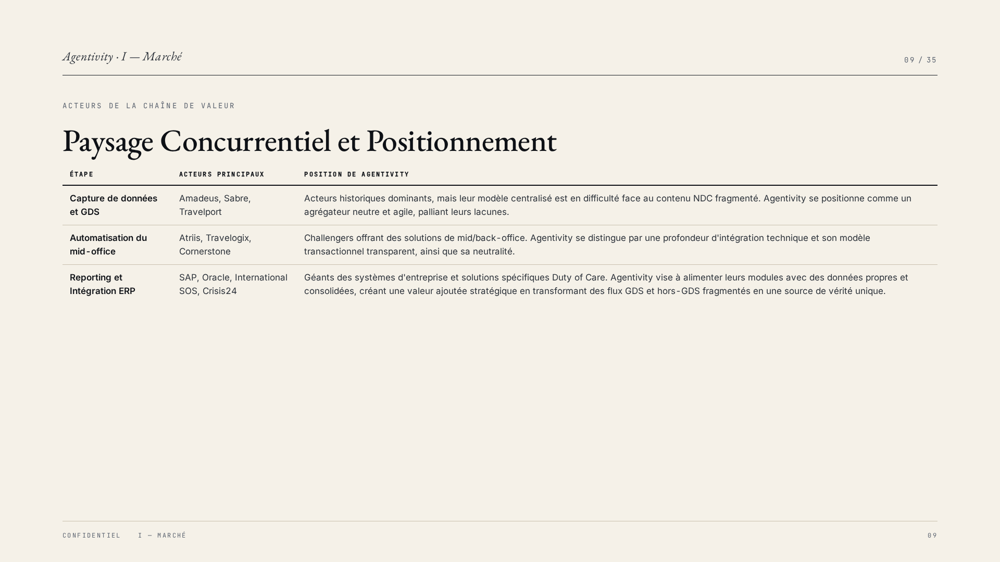 Agentivity · I — Marché
09 / 35
ACTEURS DE LA CHAÎNE DE VALEUR
Paysage Concurrentiel et Positionnement
ÉTAPE
ACTEURS PRINCIPAUX
POSITION DE AGENTIVITY
Capture de données
et GDS
Amadeus, Sabre,
Travelport
Acteurs historiques dominants, mais leur modèle centralisé est en difficulté face au contenu NDC fragmenté. Agentivity se positionne comme un
agrégateur neutre et agile, palliant leurs lacunes.
Automatisation du
mid-office
Atriis, Travelogix,
Cornerstone
Challengers offrant des solutions de mid/back-office. Agentivity se distingue par une profondeur d'intégration technique et son modèle
transactionnel transparent, ainsi que sa neutralité.
Reporting et
Intégration ERP
SAP, Oracle, International
SOS, Crisis24
Géants des systèmes d'entreprise et solutions spécifiques Duty of Care. Agentivity vise à alimenter leurs modules avec des données propres et
consolidées, créant une valeur ajoutée stratégique en transformant des flux GDS et hors-GDS fragmentés en une source de vérité unique.
CONFIDENTIEL I — MARCHÉ
09